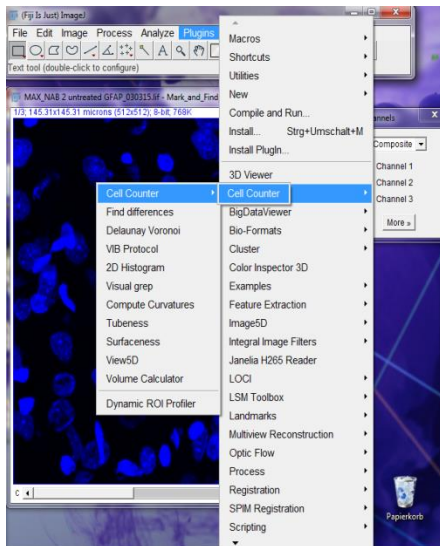 (Fiji Is Just) ImageJ
File Edit Image Process Analyze Plugins
Text tool (double-click to configure)
MAX_NAB 2 untreated GFAP_030315.lif - Mark_and_Find
1/3; 145.31x145.31 microns (512x512); 8-bit; 768K
Macros
Shortcuts
Utilities
New
Compile and Run...
Install... Strg+Umschalt+M
Install PlugIn...
3D Viewer
Cell Counter
BigDataViewer
Bio-Formats
Cluster
Color Inspector 3D
Examples
Feature Extraction
Image5D
Integral Image Filters
Janelia H265 Reader
LOCI
LSM Toolbox
Landmarks
Multiview Reconstruction
Optic Flow
Process
Registration
SPIM Registration
Scripting
Cell Counter
Find differences
Delaunay Voronoi
VIB Protocol
2D Histogram
Visual grep
Compute Curvatures
Tubeness
Surfaceness
View5D
Volume Calculator
Dynamic ROI Profiler
annels
Composite
Channel 1
Channel 2
Channel 3
More »
c
Papierkorb